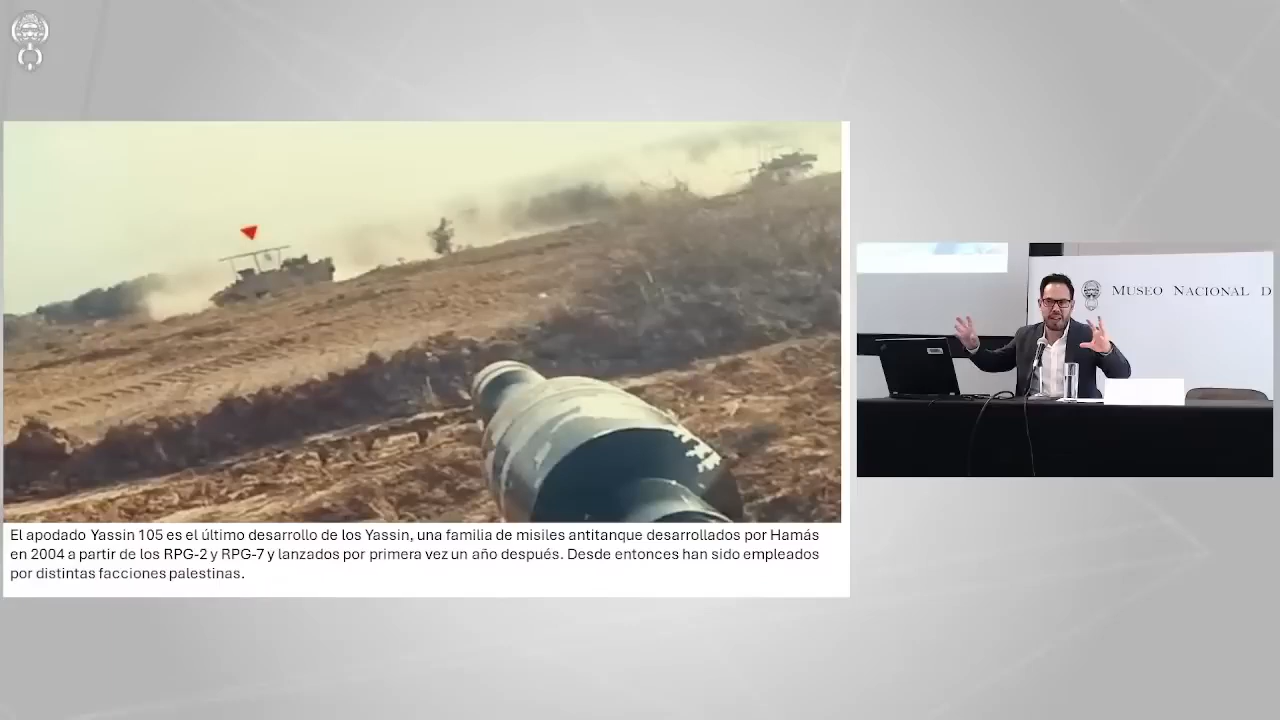 El apodado Yassin 105 es el último desarrollo de los Yassin, una familia de misiles antitanque desarrollados por Hamás
en 2004 a partir de los RPG-2 y RPG-7 y lanzados por primera vez un año después. Desde entonces han sido empleados
por distintas facciones palestinas.
MUSEO NACIONAL D